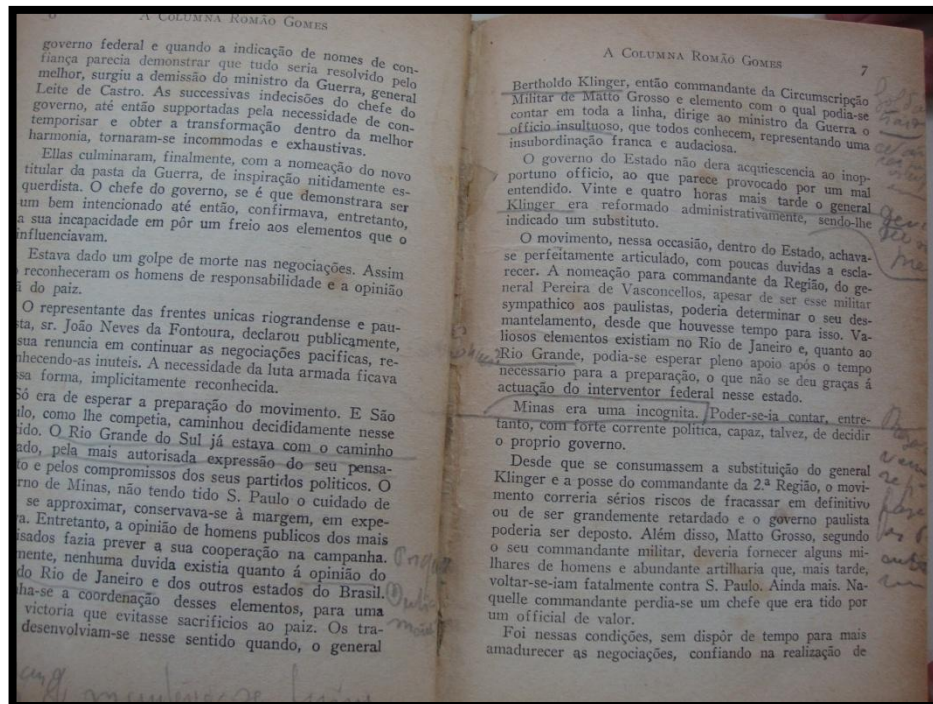 A COLUMNA ROMÃO GOMES
governo federal e quando a indicação de nomes de con-
fiança parecia demonstrar que tudo seria resolvido pelo
melhor, surgiu a demissão do ministro da Guerra, general
Leite de Castro. As successivas indecisões do chefe do
governo, até então supportadas pela necessidade de con-
temporisar e obter a transformação dentro da melhor
harmonia, tornaram-se incommodas e exhaustivas.
Ellas culminaram, finalmente, com a nomeação do novo
titular da pasta da Guerra, de inspiração nitidamente es-
querdista. O chefe do governo, se é que demonstrara ser
um bem intencionado até então, confirmava, entretanto,
a sua incapacidade em pôr um freio aos elementos que o
influenciavam.
Estava dado um golpe de morte nas negociações. Assim
reconheceram os homens de responsabilidade e a opinião
do paiz.
O representante das frentes unicas riograndense e pau-
sta, sr. João Neves da Fontoura, declarou publicamente,
sua renuncia em continuar as negociações pacificas, re-
nhecendo-as inuteis. A necessidade da luta armada ficava
ssa forma, implicitamente reconhecida.
Só era de esperar a preparação do movimento. E São
ulo, como lhe competia, caminhou decididamente nesse
ido. O Rio Grande do Sul já estava com o caminho
ado, pela mais autorisada expressão do seu pensa-
to e pelos compromissos dos seus partidos politicos. O
rno de Minas, não tendo tido S. Paulo o cuidado de
se approximar, conservava-se à margem, em expe-
va. Entretanto, a opinião de homens publicos dos mais
isados fazia prever a sua cooperação na campanha.
mente, nenhuma duvida existia quanto á opinião do
do Rio de Janeiro e dos outros estados do Brasil.
nha-se a coordenação desses elementos, para uma
victoria que evitasse sacrificios ao paiz. Os tra-
desenvolviam-se nesse sentido quando, o general
A COLUMNA ROMÃO GOMES 7
Bertholdo Klinger, então commandante da Circumscripção
Militar de Matto Grosso e elemento com o qual podia-se
contar em toda a linha, dirige ao ministro da Guerra o
officio insultuoso, que todos conhecem, representando uma
insubordinação franca e audaciosa.
O governo do Estado não dera acquiescencia ao inop-
portuno officio, ao que parece provocado por um mal
entendido. Vinte e quatro horas mais tarde o general
Klinger era reformado administrativamente, sendo-lhe
indicado um substituto.
O movimento, nessa occasião, dentro do Estado, achava-
se perfeitamente articulado, com poucas duvidas a escla-
recer. A nomeação para commandante da Região, do ge-
neral Pereira de Vasconcellos, apesar de ser esse militar
sympathico aos paulistas, poderia determinar o seu des-
mantelamento, desde que houvesse tempo para isso. Va-
liosos elementos existiam no Rio de Janeiro e, quanto ao
Rio Grande, podia-se esperar pleno apoio após o tempo
necessario para a preparação, o que não se deu graças á
actuação do interventor federal nesse estado.
Minas era uma incognita. Poder-se-ia contar, entre-
tanto, com forte corrente politica, capaz, talvez, de decidir
o proprio governo.
Desde que se consumassem a substituição do general
Klinger e a posse do commandante da 2.ª Região, o movi-
mento correria sérios riscos de fracassar em definitivo
ou de ser grandemente retardado e o governo paulista
poderia ser deposto. Além disso, Matto Grosso, segundo
o seu commandante militar, deveria fornecer alguns mi-
lhares de homens e abundante artilharia que, mais tarde,
voltar-se-iam fatalmente contra S. Paulo. Ainda mais. Na-
quelle commandante perdia-se um chefe que era tido por
um official de valor.
Foi nessas condições, sem dispôr de tempo para mais
amadurecer as negociações, confiando na realização de